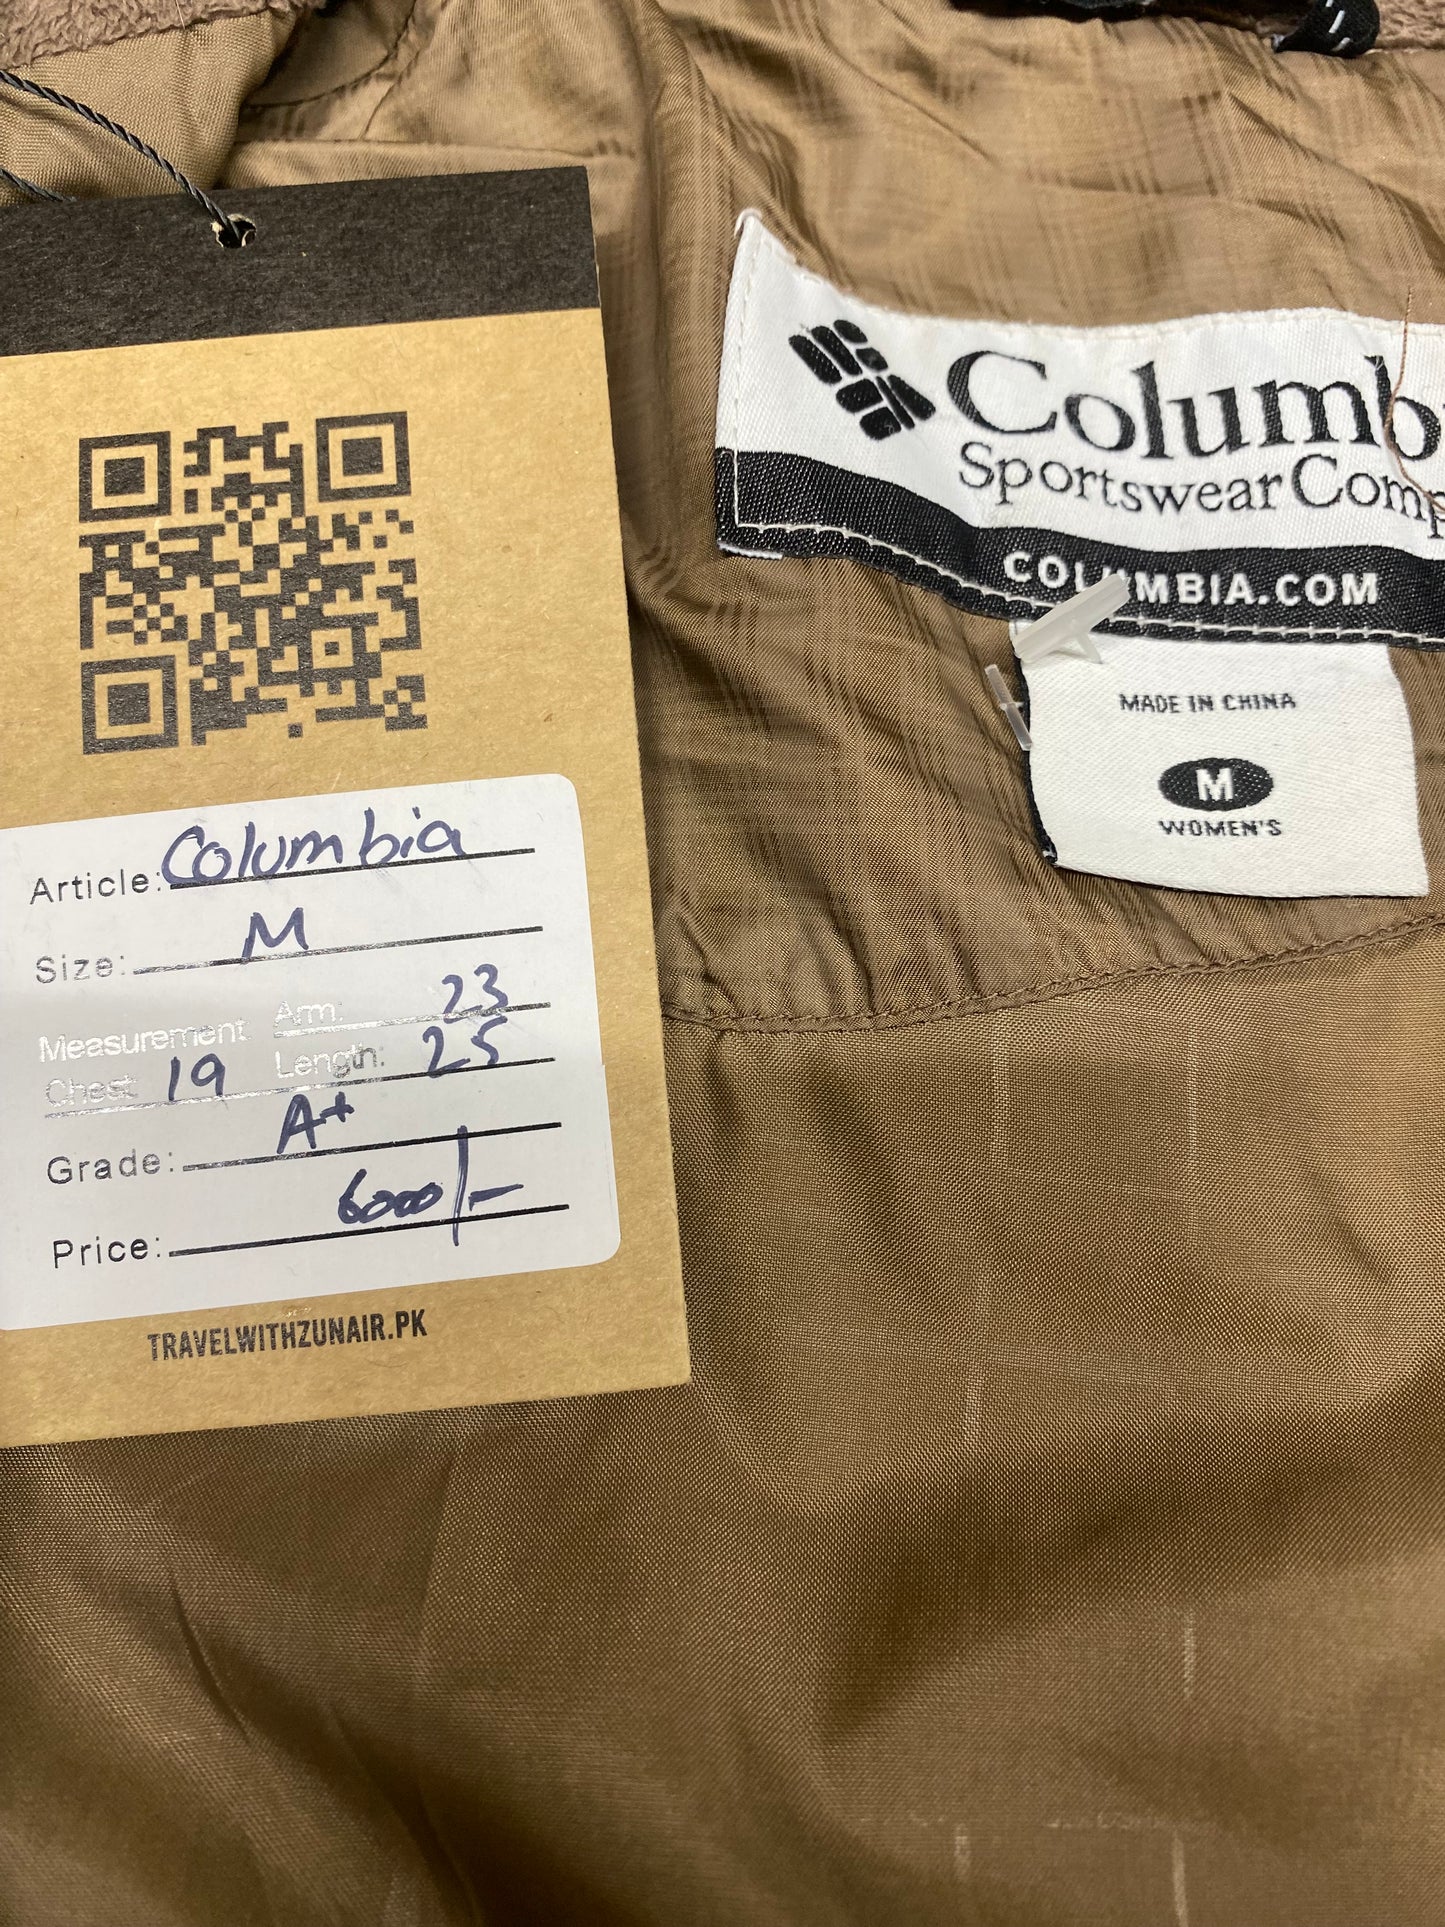 Article: Columbia
Size: M
Measurement Arm: 23
Chest 19 Length: 25
Grade: A+
Price: 6000/-
TRAVELWITHZUNAIR.PK
Columb
Sportswear Comp
COLUMBIA.COM
MADE IN CHINA
M
WOMEN'S